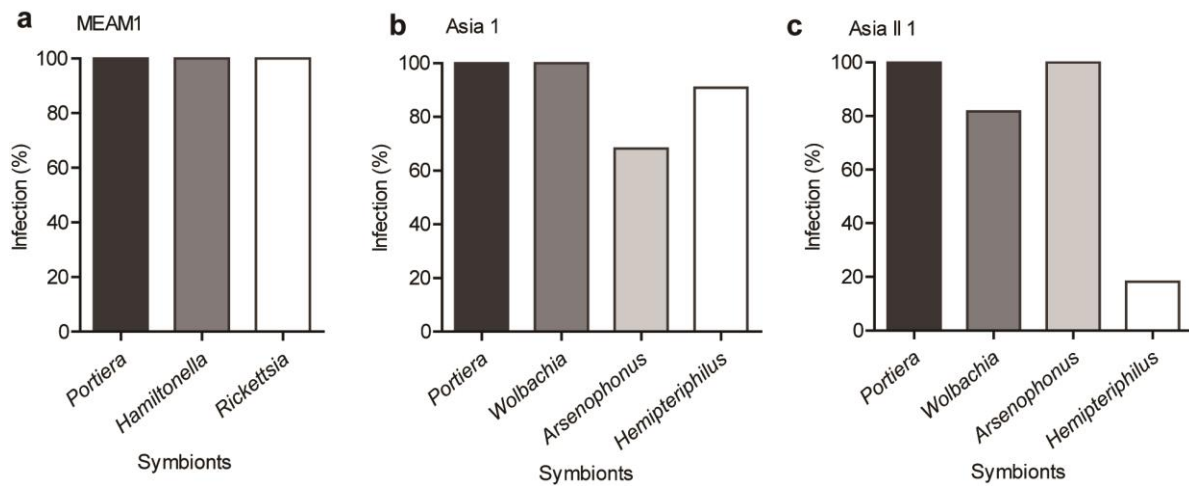 a
MEAM1
Infection (%)
100
80
60
40
20
0
Portiera
Hamiltonella
Rickettsia
Symbionts
b
Asia 1
Infection (%)
100
80
60
40
20
0
Portiera
Wolbachia
Arsenophonus
Hemipteriphilus
Symbionts
c
Asia II 1
Infection (%)
100
80
60
40
20
0
Portiera
Wolbachia
Arsenophonus
Hemipteriphilus
Symbionts